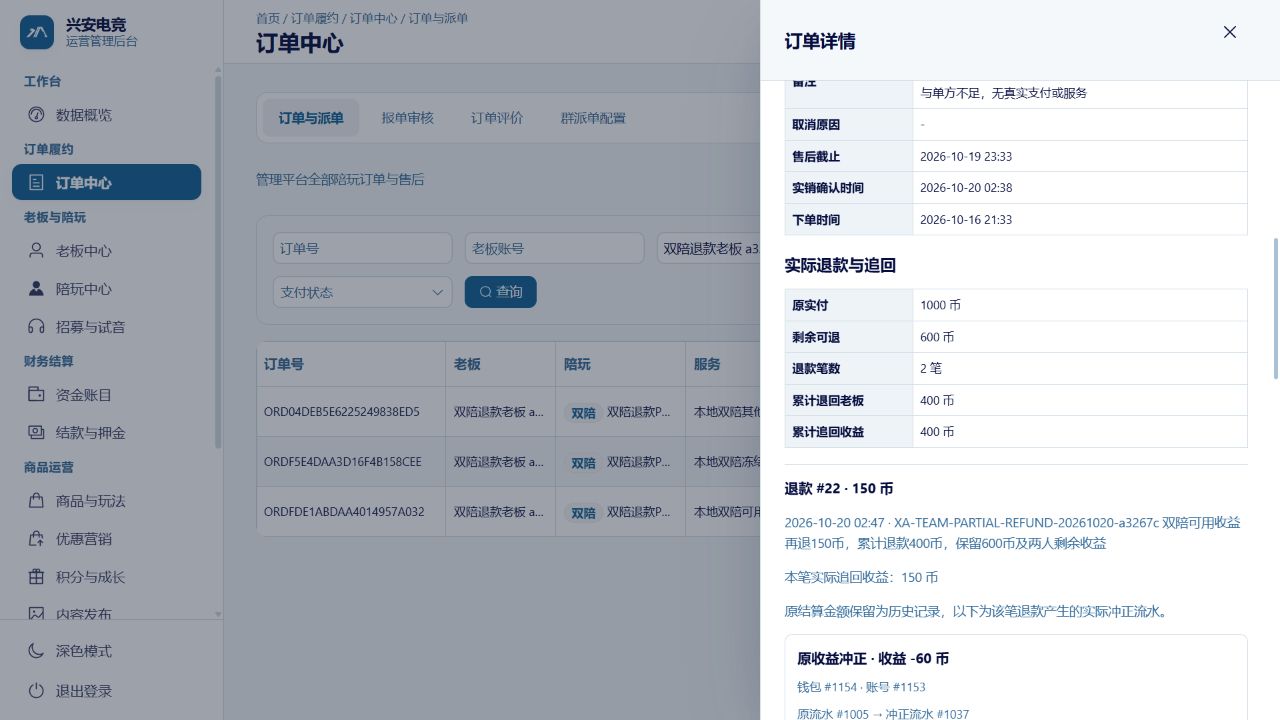 兴安电竞
运营管理后台
工作台
数据概览
订单履约
订单中心
老板与陪玩
老板中心
陪玩中心
招募与试音
财务结算
资金账目
结款与押金
商品运营
商品与玩法
优惠营销
积分与成长
内容发布
深色模式
退出登录
首页 / 订单履约 / 订单中心 / 订单与派单
订单中心
订单与派单 报单审核 订单评价 群派单配置
管理平台全部陪玩订单与售后
订单号 老板账号 双陪退款老板 a3
支付状态 查询
订单号 老板 陪玩 服务
ORD04DEB5E6225249838ED5 双陪退款老板 a... 双陪 双陪退款P... 本地双陪其他
ORDF5E4DAA3D16F4B158CEE 双陪退款老板 a... 双陪 双陪退款P... 本地双陪冻结
ORDFDE1ABDAA4014957A032 双陪退款老板 a... 双陪 双陪退款P... 本地双陪可用
订单详情
备注 与单方不足，无真实支付或服务
取消原因 -
售后截止 2026-10-19 23:33
实销确认时间 2026-10-20 02:38
下单时间 2026-10-16 21:33
实际退款与追回
原实付 1000 币
剩余可退 600 币
退款笔数 2 笔
累计退回老板 400 币
累计追回收益 400 币
退款 #22 · 150 币
2026-10-20 02:47 · XA-TEAM-PARTIAL-REFUND-20261020-a3267c 双陪可用收益
再退150币，累计退款400币，保留600币及两人剩余收益
本笔实际追回收益：150 币
原结算金额保留为历史记录，以下为该笔退款产生的实际冲正流水。
原收益冲正 · 收益 -60 币
钱包 #1154 · 账号 #1153
原流水 #1005 → 冲正流水 #1037